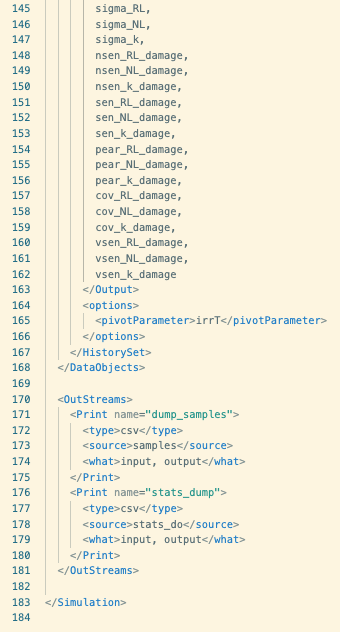 145 sigma_RL,
146 sigma_NL,
147 sigma_k,
148 nsen_RL_damage,
149 nsen_NL_damage,
150 nsen_k_damage,
151 sen_RL_damage,
152 sen_NL_damage,
153 sen_k_damage,
154 pear_RL_damage,
155 pear_NL_damage,
156 pear_k_damage,
157 cov_RL_damage,
158 cov_NL_damage,
159 cov_k_damage,
160 vsen_RL_damage,
161 vsen_NL_damage,
162 vsen_k_damage
163 </Output>
164 <options>
165 <pivotParameter>irrT</pivotParameter>
166 </options>
167 </HistorySet>
168 </DataObjects>
169
170 <OutStreams>
171 <Print name="dump_samples">
172 <type>csv</type>
173 <source>samples</source>
174 <what>input, output</what>
175 </Print>
176 <Print name="stats_dump">
177 <type>csv</type>
178 <source>stats_do</source>
179 <what>input, output</what>
180 </Print>
181 </OutStreams>
182
183 </Simulation>
184